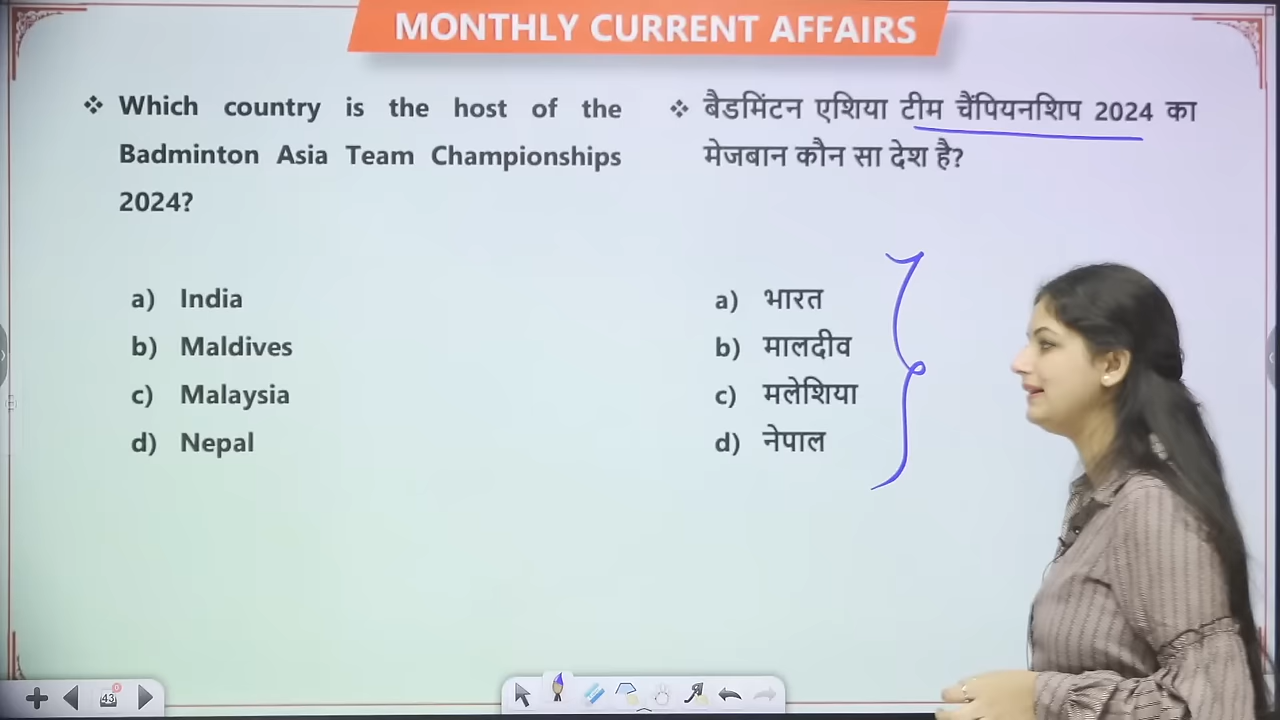 MONTHLY CURRENT AFFAIRS
❖ Which country is the host of the
Badminton Asia Team Championships
2024?
a) India
b) Maldives
c) Malaysia
d) Nepal
❖ बैडमिंटन एशिया टीम चैंपियनशिप 2024 का
मेजबान कौन सा देश है?
a) भारत
b) मालदीव
c) मलेशिया
d) नेपाल
43